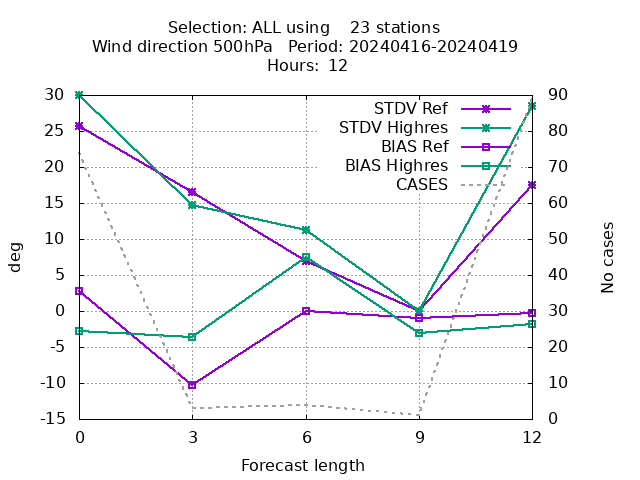 Selection: ALL using    23 stations
Wind direction 500hPa   Period: 20240416-20240419
Hours: 12
30
25
20
15
10
5
0
-5
-10
-15
90
80
70
60
50
40
30
20
10
0
STDV Ref
STDV Highres
BIAS Ref
BIAS Highres
CASES
deg
No cases
0 3 6 9 12
Forecast length